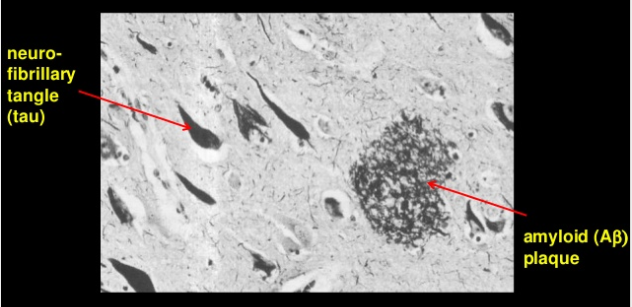 neuro-
fibrillary
tangle
(tau)
amyloid (Aβ)
plaque